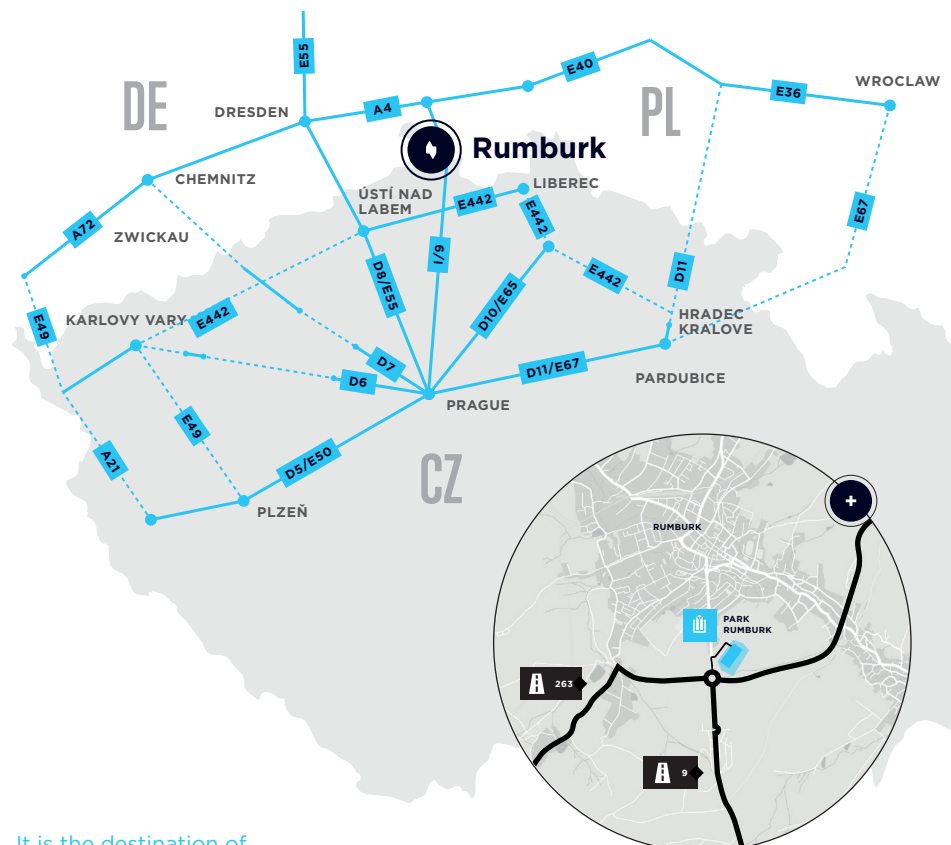 E55
E40
WROCLAW
DE
A4
E36
PL
DRESDEN
Rumburk
CHEMNITZ
ÚSTÍ NAD
LABEM
LIBEREC
E442
E442
E67
A72
ZWICKAU
I/9
D8/E55
E442
D11
D10/E65
E49
KARLOVY VARY
E442
HRADEC
KRALOVE
D7
D6
D11/E67
PARDUBICE
PRAGUE
E49
A21
D5/E50
CZ
PLZEŇ
+
RUMBURK
PARK
RUMBURK
263
9
It is the destination of